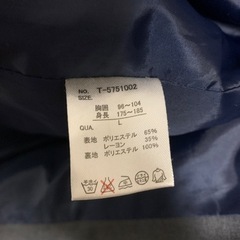 NO. T-5751002
SIZE.
胸囲 96〜104
身長 175〜185
L
QUA.
表地 ポリエステル 65%
レーヨン 35%
裏地 ポリエステル 100%